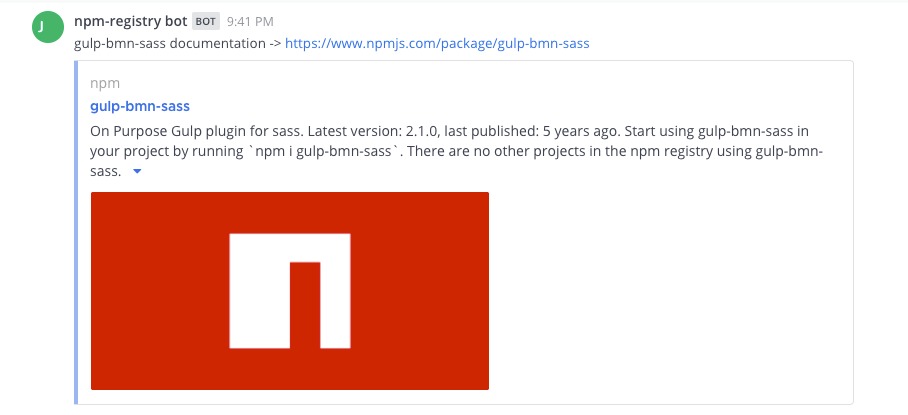 J
npm-registry bot BOT 9:41 PM
gulp-bmn-sass documentation -> https://www.npmjs.com/package/gulp-bmn-sass
npm
gulp-bmn-sass
On Purpose Gulp plugin for sass. Latest version: 2.1.0, last published: 5 years ago. Start using gulp-bmn-sass in
your project by running `npm i gulp-bmn-sass`. There are no other projects in the npm registry using gulp-bmn-
sass.
n